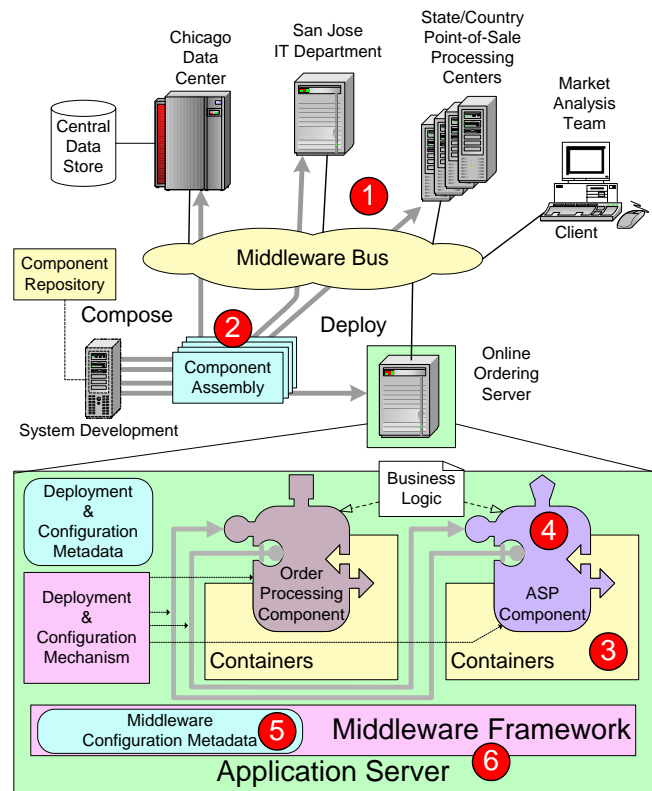 Chicago
Data
Center
San Jose
IT Department
State/Country
Point-of-Sale
Processing
Centers
Market
Analysis
Team
Central
Data
Store
1
Client
Component
Repository
Middleware Bus
Compose
2
Deploy
Component
Assembly
Online
Ordering
Server
System Development
Deployment
&
Configuration
Metadata
Business
Logic
4
Deployment
&
Configuration
Mechanism
Order
Processing
Component
ASP
Component
Containers
Containers
3
Middleware
Configuration Metadata
5
Middleware Framework
Application Server
6